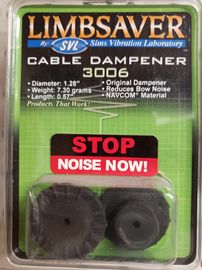 LIMBSAVER
By SVL Sims Vibration Laboratory
CABLE DAMPENER
3006
• Diameter: 1.28"
• Weight: 7.30 grams
• Length: 0.57"
Products That Work!
• Original Dampener
• Reduces Bow Noise
• NAVCOM® Material
STOP
NOISE NOW!